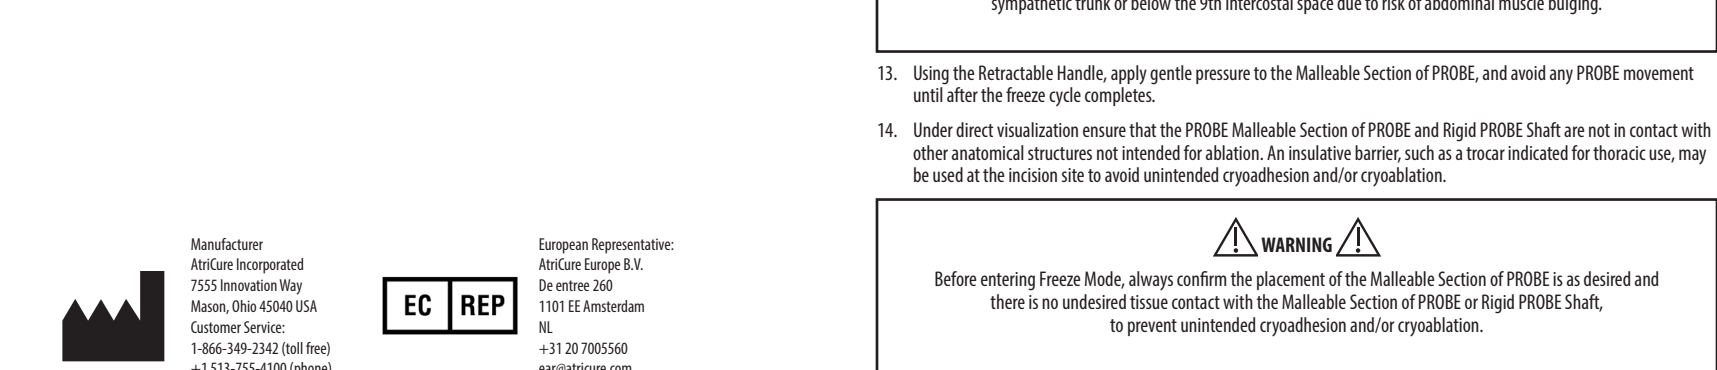 Manufacturer
AtriCure Incorporated
7555 Innovation Way
Mason, Ohio 45040 USA
Customer Service:
1-866-349-2342 (toll free)
+1 513-755-4100 (phone)
EC REP
European Representative:
AtriCure Europe B.V.
De entree 260
1101 EE Amsterdam
NL
+31 20 7005560
ear@atricure.com
sympathetic trunk or below the 9th intercostal space due to risk of abdominal muscle bulging.
13. Using the Retractable Handle, apply gentle pressure to the Malleable Section of PROBE, and avoid any PROBE movement
until after the freeze cycle completes.
14. Under direct visualization ensure that the PROBE Malleable Section of PROBE and Rigid PROBE Shaft are not in contact with
other anatomical structures not intended for ablation. An insulative barrier, such as a trocar indicated for thoracic use, may
be used at the incision site to avoid unintended cryoadhesion and/or cryoablation.
WARNING
Before entering Freeze Mode, always confirm the placement of the Malleable Section of PROBE is as desired and
there is no undesired tissue contact with the Malleable Section of PROBE or Rigid PROBE Shaft,
to prevent unintended cryoadhesion and/or cryoablation.